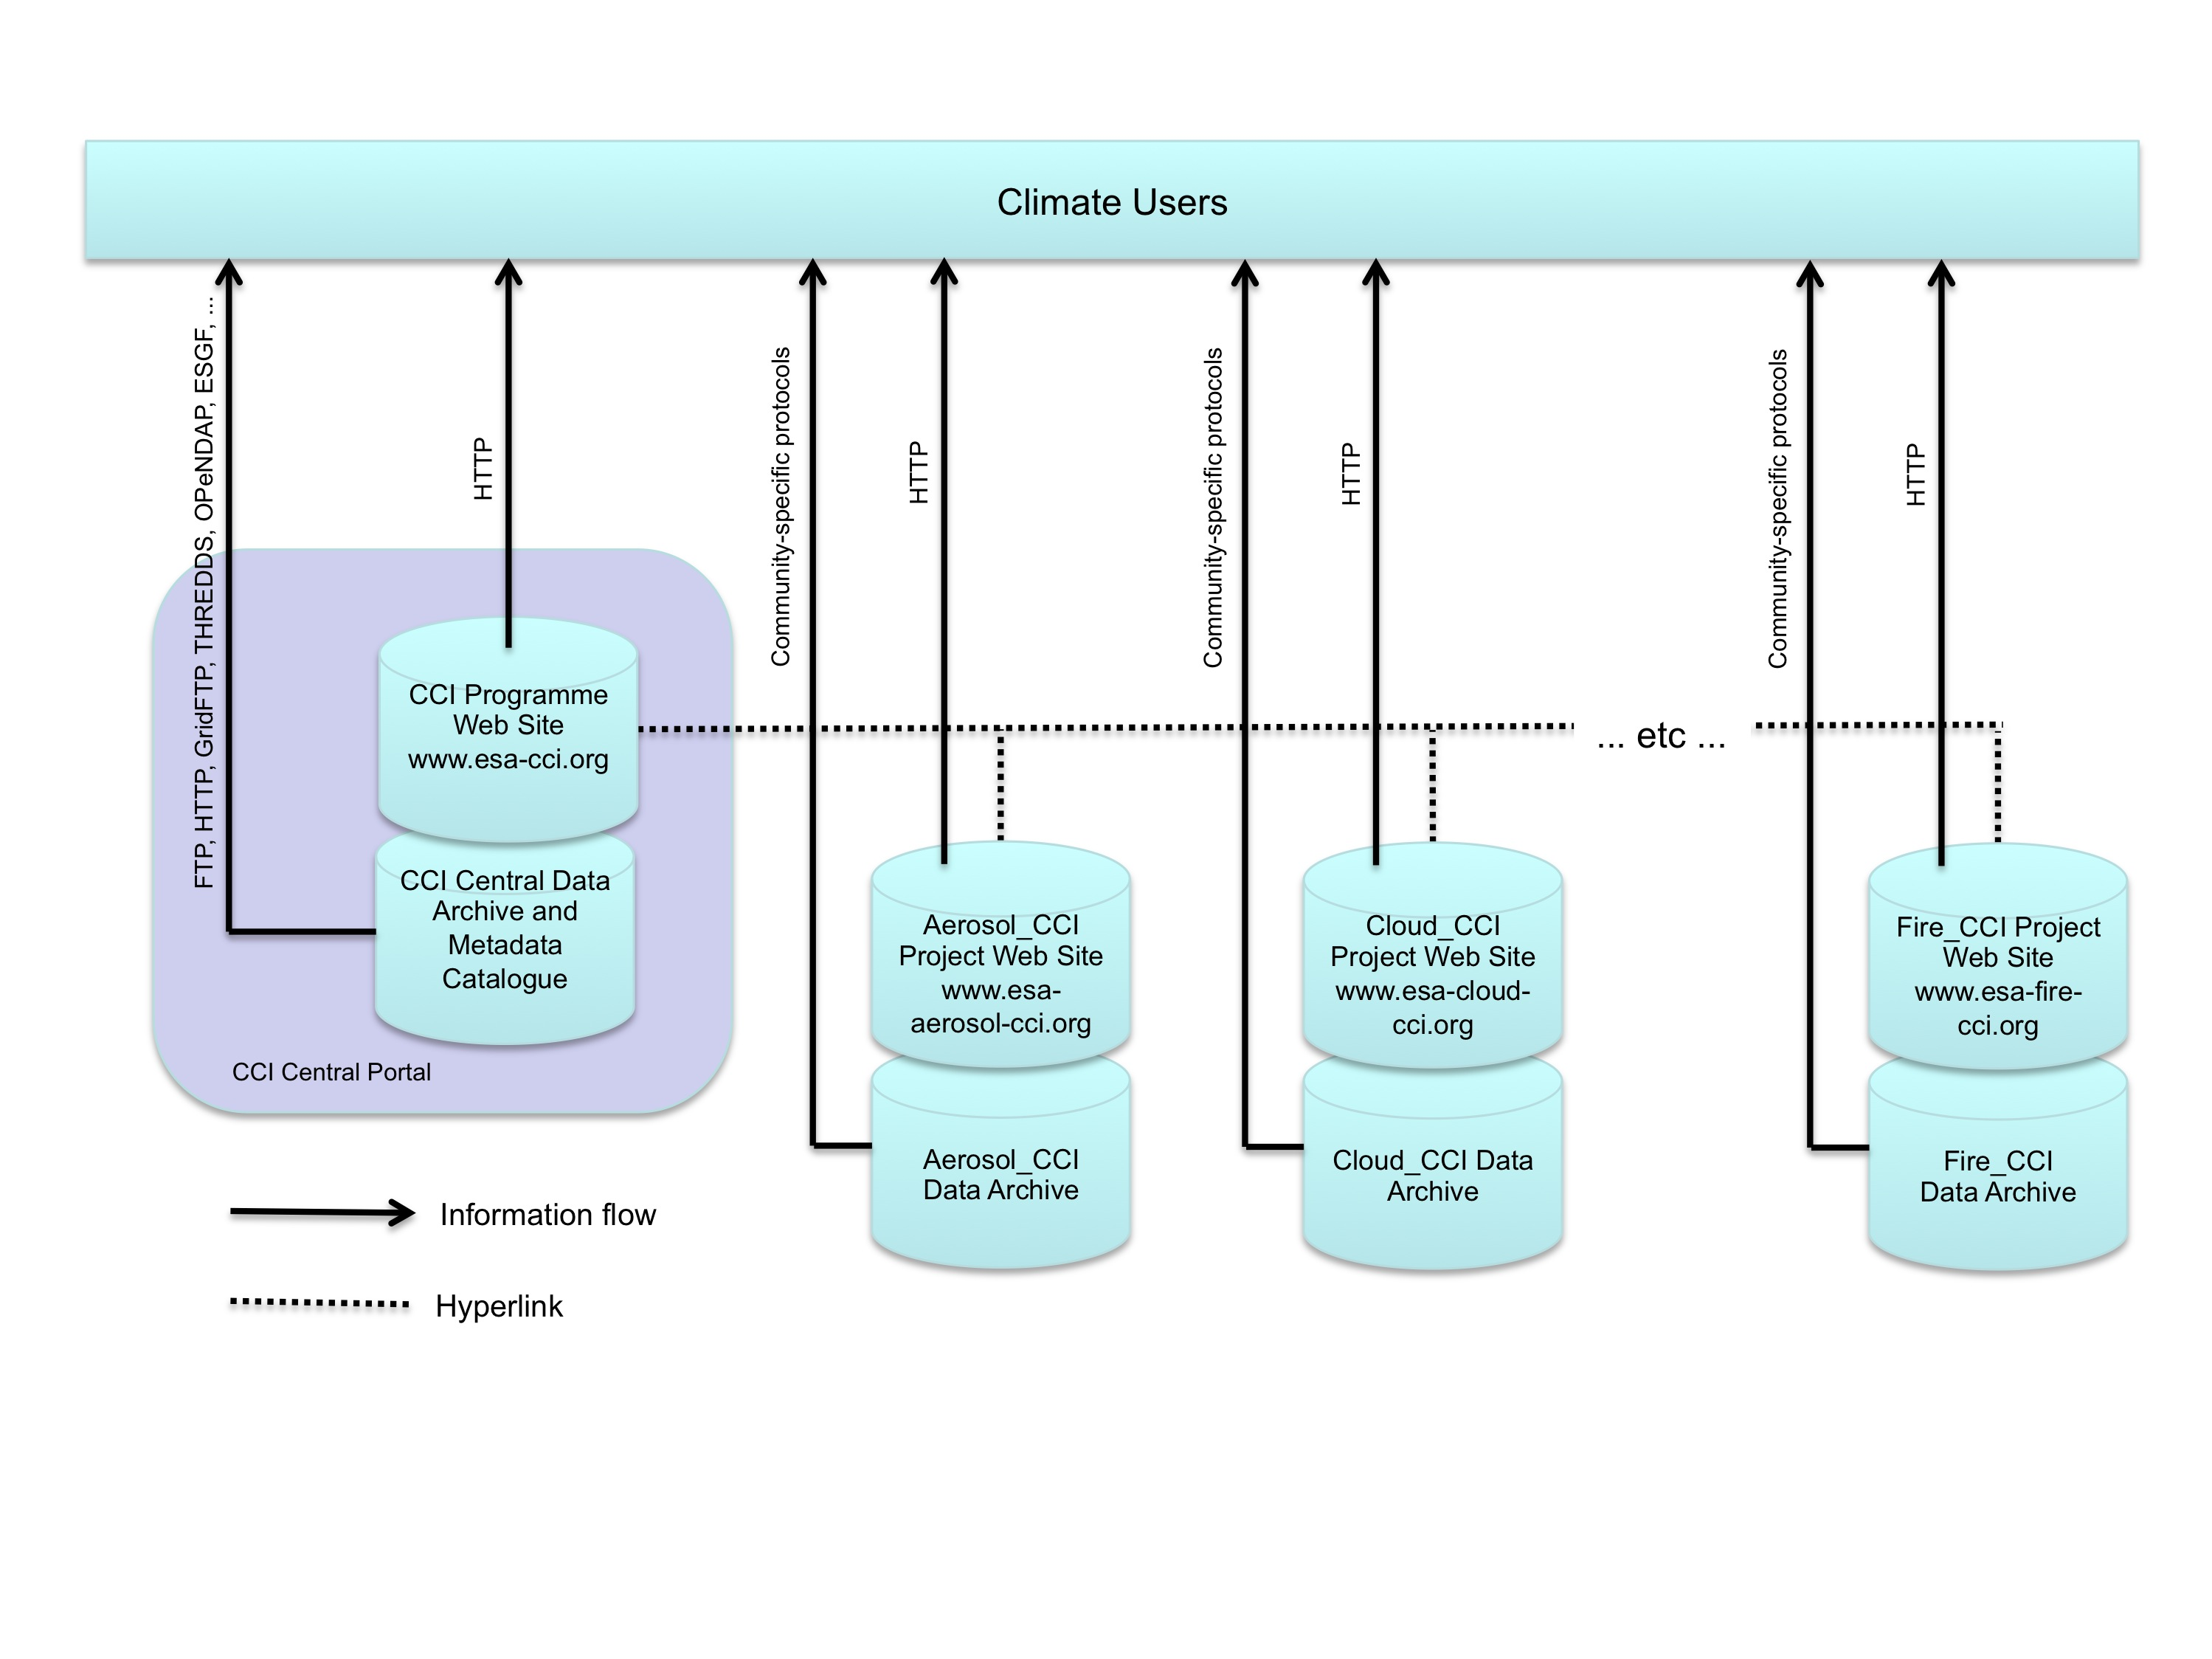 Climate Users
FTP, HTTP, GridFTP, THREDDS, OPeNDAP, ESGF, ...
HTTP
Community-specific protocols
HTTP
Community-specific protocols
HTTP
Community-specific protocols
HTTP
CCI Programme
Web Site
www.esa-cci.org
... etc ...
CCI Central Data
Archive and
Metadata
Catalogue
CCI Central Portal
Aerosol_CCI
Project Web Site
www.esa-
aerosol-cci.org
Aerosol_CCI
Data Archive
Cloud_CCI
Project Web Site
www.esa-cloud-
cci.org
Cloud_CCI Data
Archive
Fire_CCI Project
Web Site
www.esa-fire-
cci.org
Fire_CCI
Data Archive
Information flow
Hyperlink